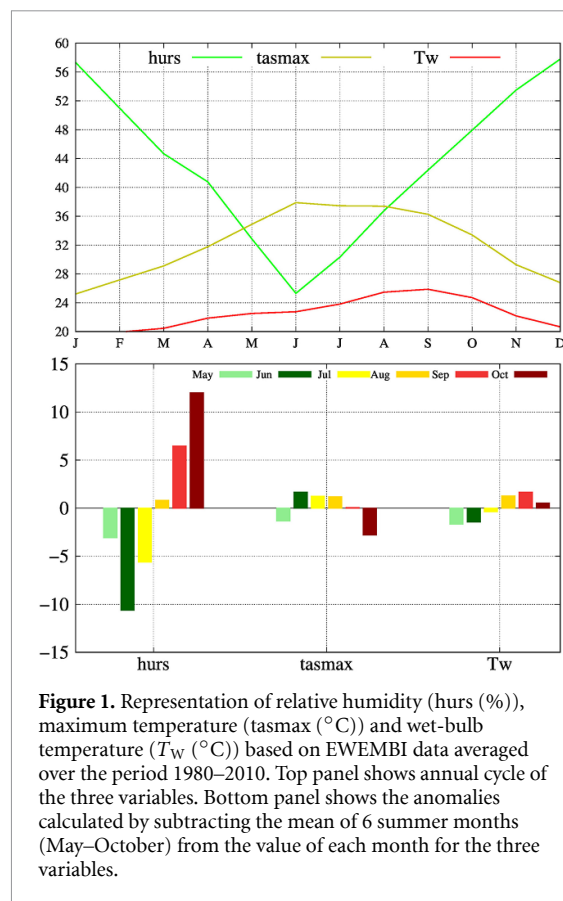 60
56
52
48
44
40
36
32
28
24
20
hurs tasmax Tw
J F M A M J J A S O N D
May Jun Jul Aug Sep Oct
15
10
5
0
−5
−10
−15
hurs tasmax Tw
Figure 1. Representation of relative humidity (hurs (%)),
maximum temperature (tasmax (°C)) and wet-bulb
temperature (T_W (°C)) based on EWEMBI data averaged
over the period 1980–2010. Top panel shows annual cycle of
the three variables. Bottom panel shows the anomalies
calculated by subtracting the mean of 6 summer months
(May–October) from the value of each month for the three
variables.